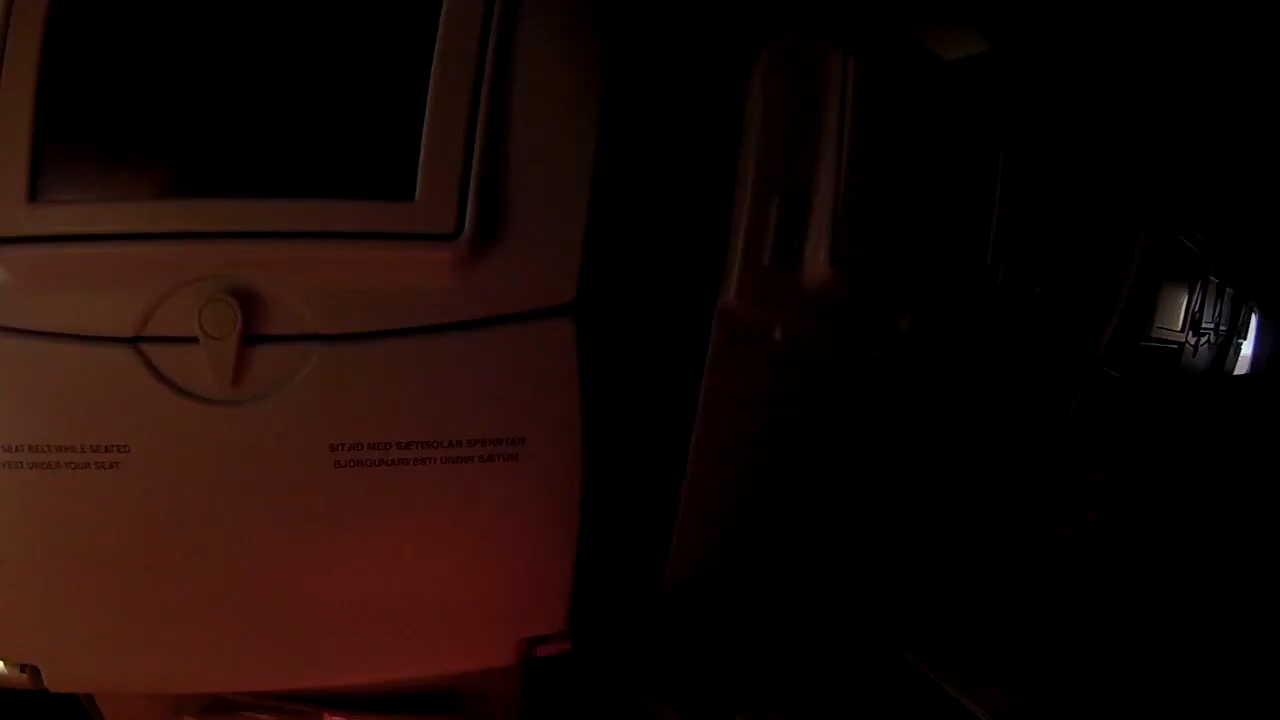 SEAT BELT WHILE SEATED
VEST UNDER YOUR SEAT
SITJIÐ MEÐ SÆTISÓLAR SPENNTAR
BJÖRGUNARVESTI UNDIR SÆTUM